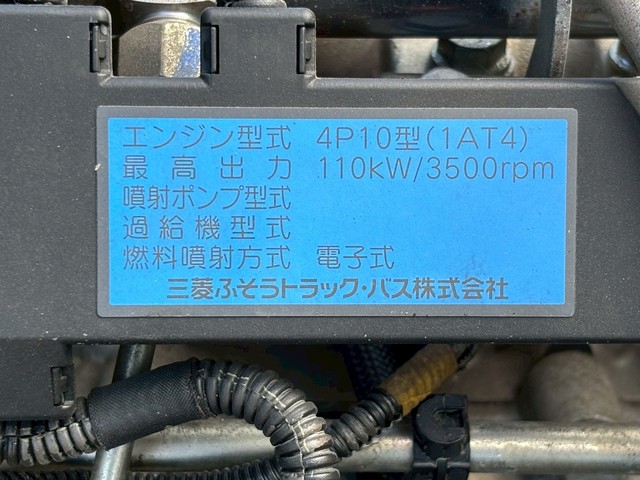 エンジン型式 4P10型(1AT4)
最高出力 110kW/3500rpm
噴射ポンプ型式
過給機型式
燃料噴射方式 電子式
三菱ふそうトラック・バス株式会社